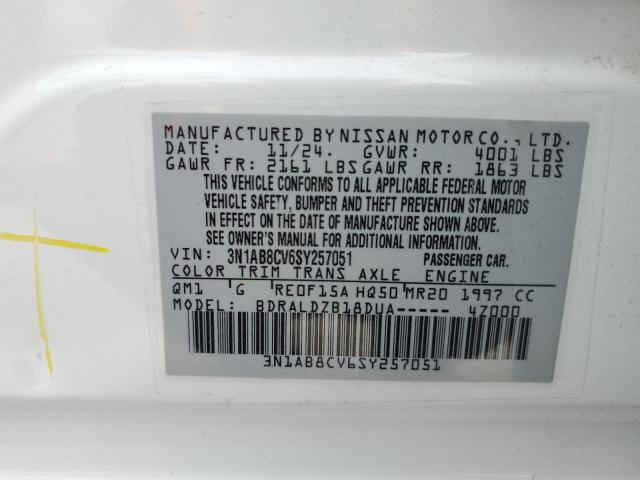 MANUFACTURED BY NISSAN MOTOR CO., LTD.
DATE: 11/24. GVWR: 4001 LBS
GAWR FR: 2161 LBS GAWR RR: 1863 LBS
THIS VEHICLE CONFORMS TO ALL APPLICABLE FEDERAL MOTOR
VEHICLE SAFETY, BUMPER AND THEFT PREVENTION STANDARDS
IN EFFECT ON THE DATE OF MANUFACTURE SHOWN ABOVE.
SEE OWNER'S MANUAL FOR ADDITIONAL INFORMATION.
VIN: 3N1AB8CV6SY257051 PASSENGER CAR.
COLOR TRIM TRANS AXLE ENGINE
QM1 G RE0F15A HQ50 MR20 1997 CC
MODEL: BDRALDZB18DUA----- 4Z000
3N1AB8CV6SY257051